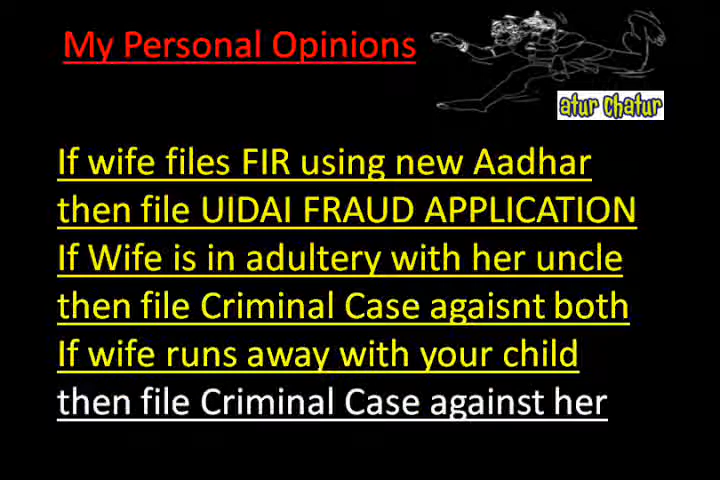 My Personal Opinions
atur chatur
If wife files FIR using new Aadhar
then file UIDAI FRAUD APPLICATION
If Wife is in adultery with her uncle
then file Criminal Case agaisnt both
If wife runs away with your child
then file Criminal Case against her